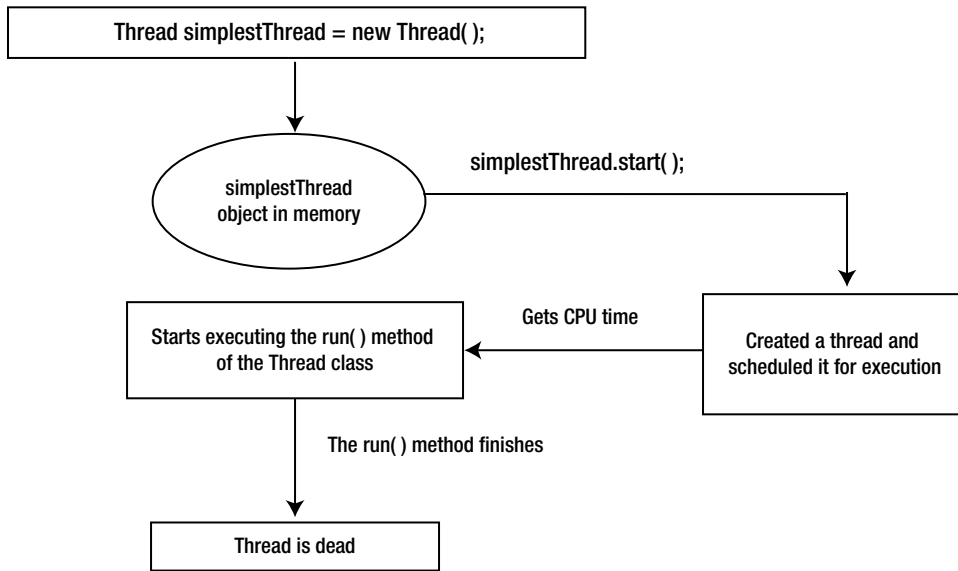 Thread simplestThread = new Thread( );
simplestThread.start( );
simplestThread
object in memory
Gets CPU time
Created a thread and
scheduled it for execution
Starts executing the run( ) method
of the Thread class
The run( ) method finishes
Thread is dead